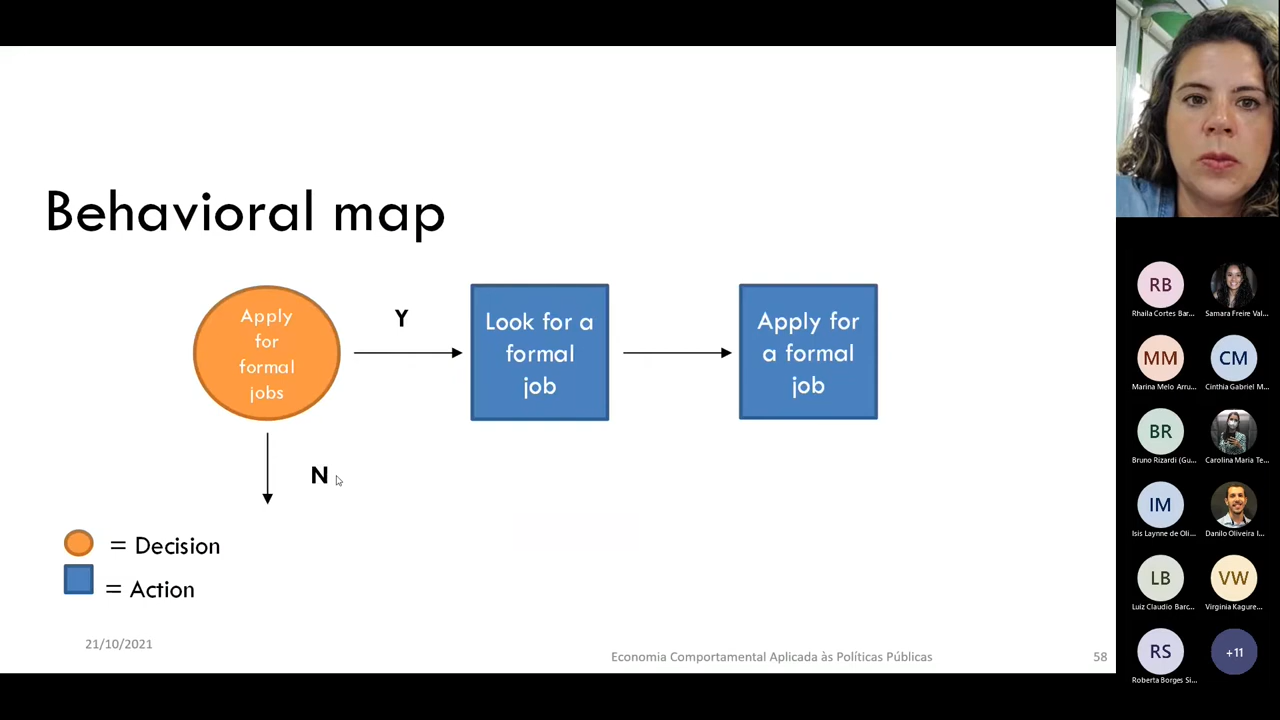 Behavioral map
Apply
for
formal
jobs
Y
Look for a
formal
job
Apply for
a formal
job
N
= Decision
= Action
21/10/2021
Economia Comportamental Aplicada às Políticas Públicas
58
RB
Rhaila Cortes Bar...
Samara Freire Val...
MM
Marina Melo Arru...
CM
Cinthia Gabriel M...
BR
Bruno Rizardi (Gu...
Carolina Maria Te...
IM
Isis Laynne de Oli...
Danilo Oliveira I...
LB
Luiz Claudio Barc...
VW
Virginia Kagure...
RS
Roberta Borges Si...
+11